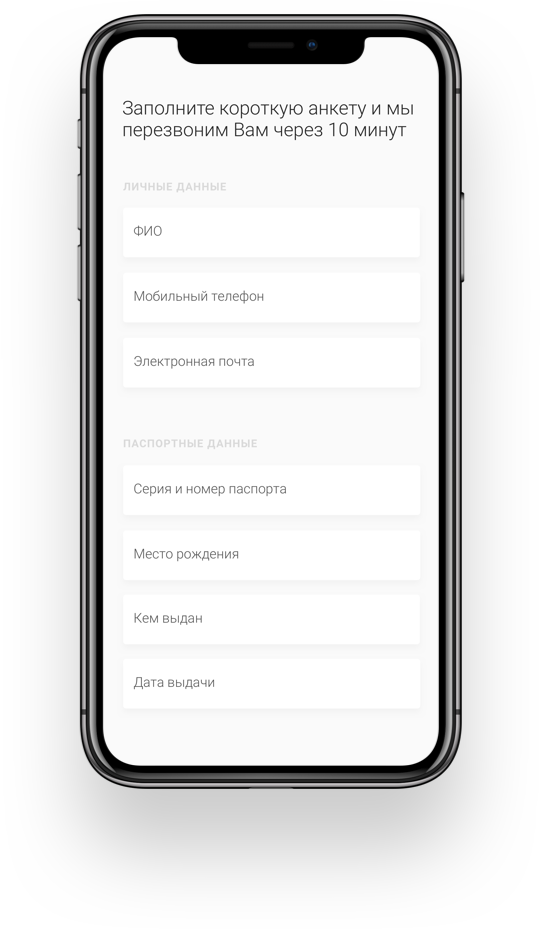 Заполните короткую анкету и мы
перезвоним Вам через 10 минут
ЛИЧНЫЕ ДАННЫЕ
ФИО
Мобильный телефон
Электронная почта
ПАСПОРТНЫЕ ДАННЫЕ
Серия и номер паспорта
Место рождения
Кем выдан
Дата выдачи